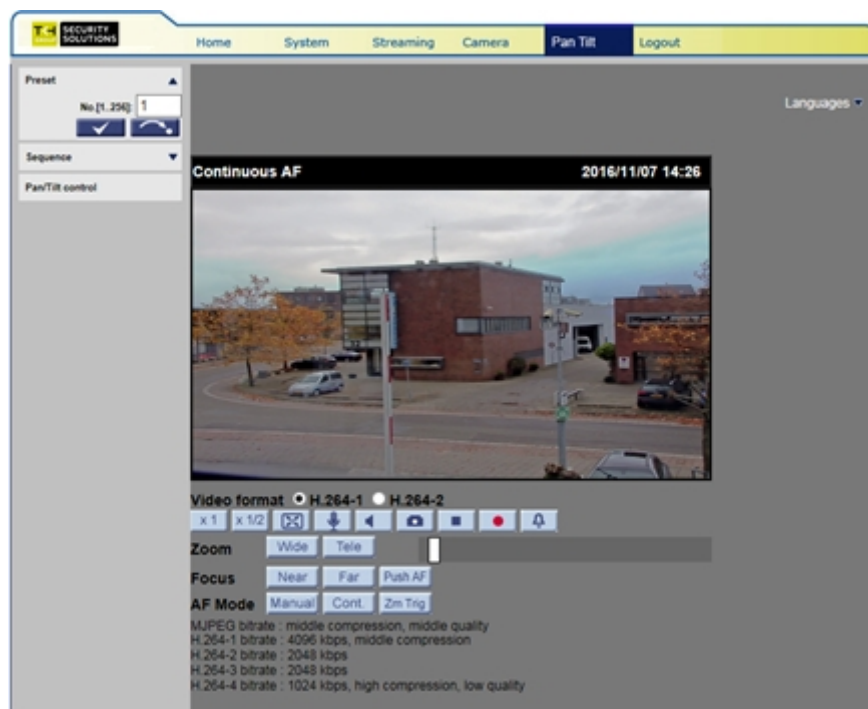 TKH SECURITY
SOLUTIONS
Home System Streaming Camera Pan Tilt Logout
Preset
No.[1..256]: 1
Sequence
Pan/Tilt control
Languages
Continuous AF 2016/11/07 14:26
Video format H.264-1 H.264-2
x 1 x 1/2
Zoom Wide Tele
Focus Near Far Push AF
AF Mode Manual Cont. Zm Trig
MJPEG bitrate : middle compression, middle quality
H.264-1 bitrate : 4096 kbps, middle compression
H.264-2 bitrate : 2048 kbps
H.264-3 bitrate : 2048 kbps
H.264-4 bitrate : 1024 kbps, high compression, low quality